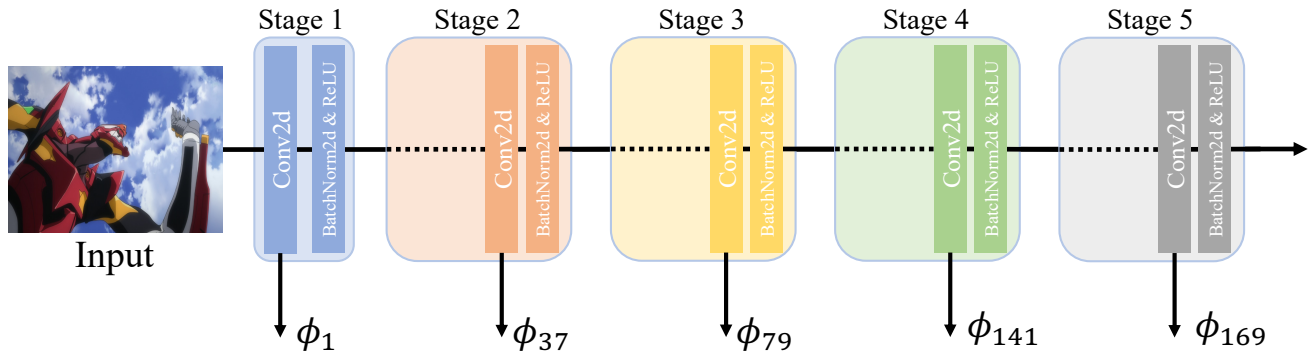 Stage 1
Stage 2
Stage 3
Stage 4
Stage 5
Conv2d
BatchNorm2d & ReLU
Conv2d
BatchNorm2d & ReLU
Conv2d
BatchNorm2d & ReLU
Conv2d
BatchNorm2d & ReLU
Conv2d
BatchNorm2d & ReLU
Input
ϕ₁
ϕ₃₇
ϕ₇₉
ϕ₁₄₁
ϕ₁₆₉